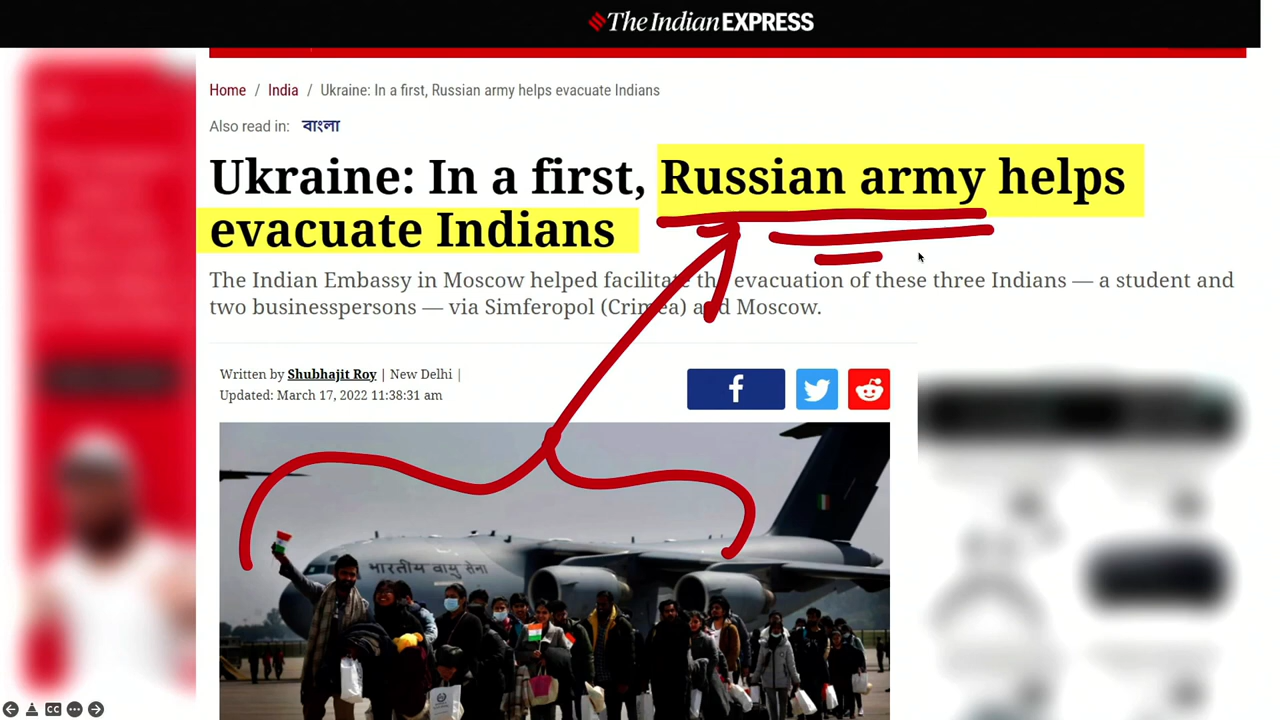 The Indian EXPRESS
Home / India / Ukraine: In a first, Russian army helps evacuate Indians
Also read in: বাংলা
Ukraine: In a first, Russian army helps
evacuate Indians
The Indian Embassy in Moscow helped facilitate the evacuation of these three Indians — a student and
two businesspersons — via Simferopol (Crimea) and Moscow.
Written by Shubhajit Roy | New Delhi |
Updated: March 17, 2022 11:38:31 am
भारतीय वायु सेना
CC